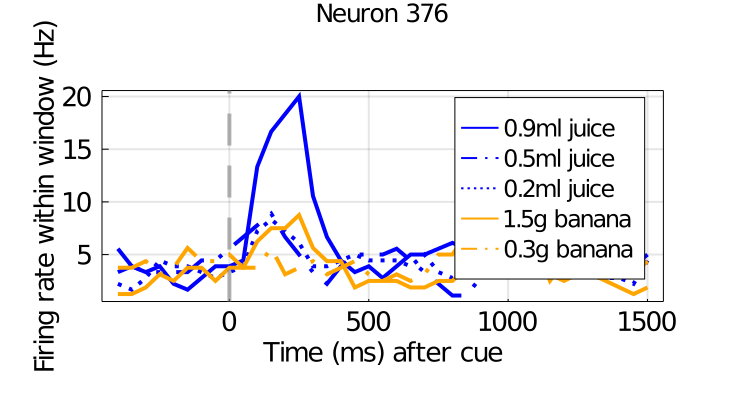 Neuron 376
Firing rate within window (Hz)
20
15
10
5
0.9ml juice
0.5ml juice
0.2ml juice
1.5g banana
0.3g banana
0 500 1000 1500
Time (ms) after cue